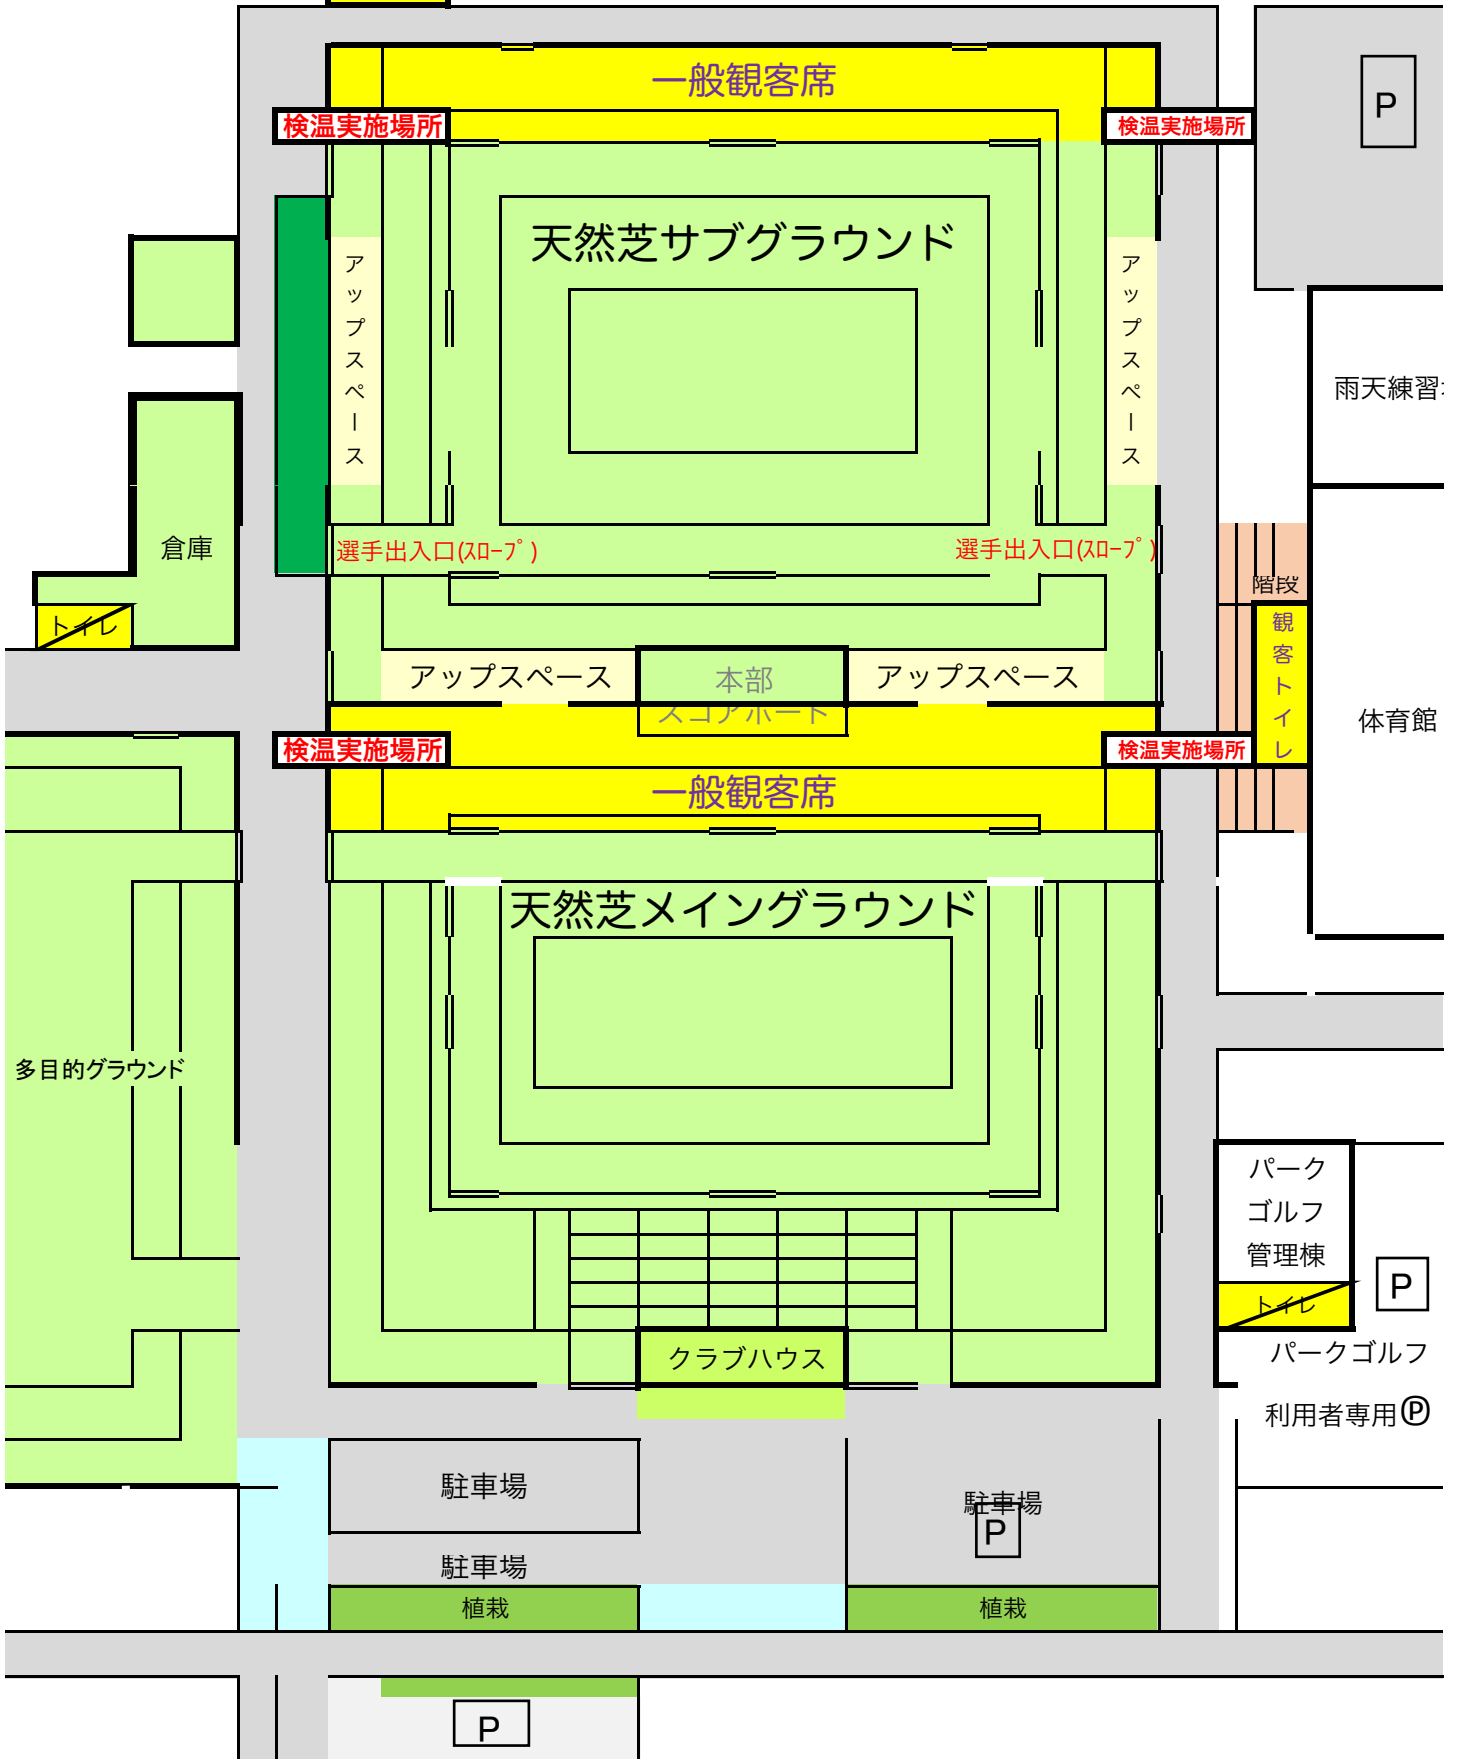 一般観客席
検温実施場所
検温実施場所
P
天然芝サブグラウンド
アップスペース
アップスペース
雨天練習
倉庫
選手出入口(ｽﾛｰﾌﾟ)
選手出入口(ｽﾛｰﾌﾟ)
階段
トイレ
観客トイレ
アップスペース
本部
アップスペース
スコアボード
体育館
検温実施場所
検温実施場所
一般観客席
天然芝メイングラウンド
多目的グラウンド
パーク
ゴルフ
管理棟
P
トイレ
クラブハウス
パークゴルフ
利用者専用Ⓟ
駐車場
駐車場
P
駐車場
植栽
植栽
P